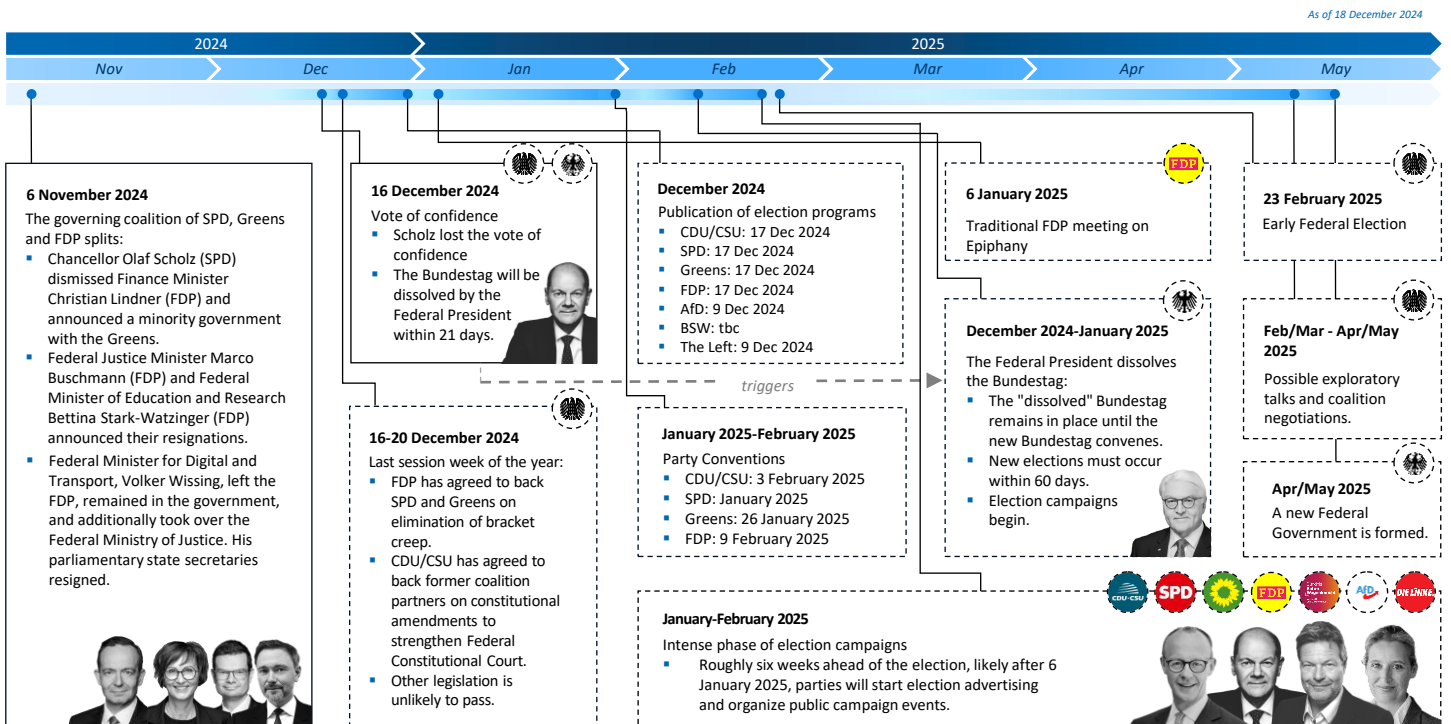 As of 18 December 2024
2024
2025
Nov
Dec
Jan
Feb
Mar
Apr
May
6 November 2024
The governing coalition of SPD, Greens
and FDP splits:
Chancellor Olaf Scholz (SPD)
dismissed Finance Minister
Christian Lindner (FDP) and
announced a minority government
with the Greens.
Federal Justice Minister Marco
Buschmann (FDP) and Federal
Minister of Education and Research
Bettina Stark-Watzinger (FDP)
announced their resignations.
Federal Minister for Digital and
Transport, Volker Wissing, left the
FDP, remained in the government,
and additionally took over the
Federal Ministry of Justice. His
parliamentary state secretaries
resigned.
16 December 2024
Vote of confidence
Scholz lost the vote of
confidence
The Bundestag will be
dissolved by the
Federal President
within 21 days.
16-20 December 2024
Last session week of the year:
FDP has agreed to back
SPD and Greens on
elimination of bracket
creep.
CDU/CSU has agreed to
back former coalition
partners on constitutional
amendments to
strengthen Federal
Constitutional Court.
Other legislation is
unlikely to pass.
December 2024
Publication of election programs
CDU/CSU: 17 Dec 2024
SPD: 17 Dec 2024
Greens: 17 Dec 2024
FDP: 17 Dec 2024
AfD: 9 Dec 2024
BSW: tbc
The Left: 9 Dec 2024
triggers
January 2025-February 2025
Party Conventions
CDU/CSU: 3 February 2025
SPD: January 2025
Greens: 26 January 2025
FDP: 9 February 2025
FDP
6 January 2025
Traditional FDP meeting on
Epiphany
December 2024-January 2025
The Federal President dissolves
the Bundestag:
The "dissolved" Bundestag
remains in place until the
new Bundestag convenes.
New elections must occur
within 60 days.
Election campaigns
begin.
23 February 2025
Early Federal Election
Feb/Mar - Apr/May
2025
Possible exploratory
talks and coalition
negotiations.
Apr/May 2025
A new Federal
Government is formed.
CDU-CSU
SPD
FDP
AfD
DIE LINKE.
January-February 2025
Intense phase of election campaigns
Roughly six weeks ahead of the election, likely after 6
January 2025, parties will start election advertising
and organize public campaign events.